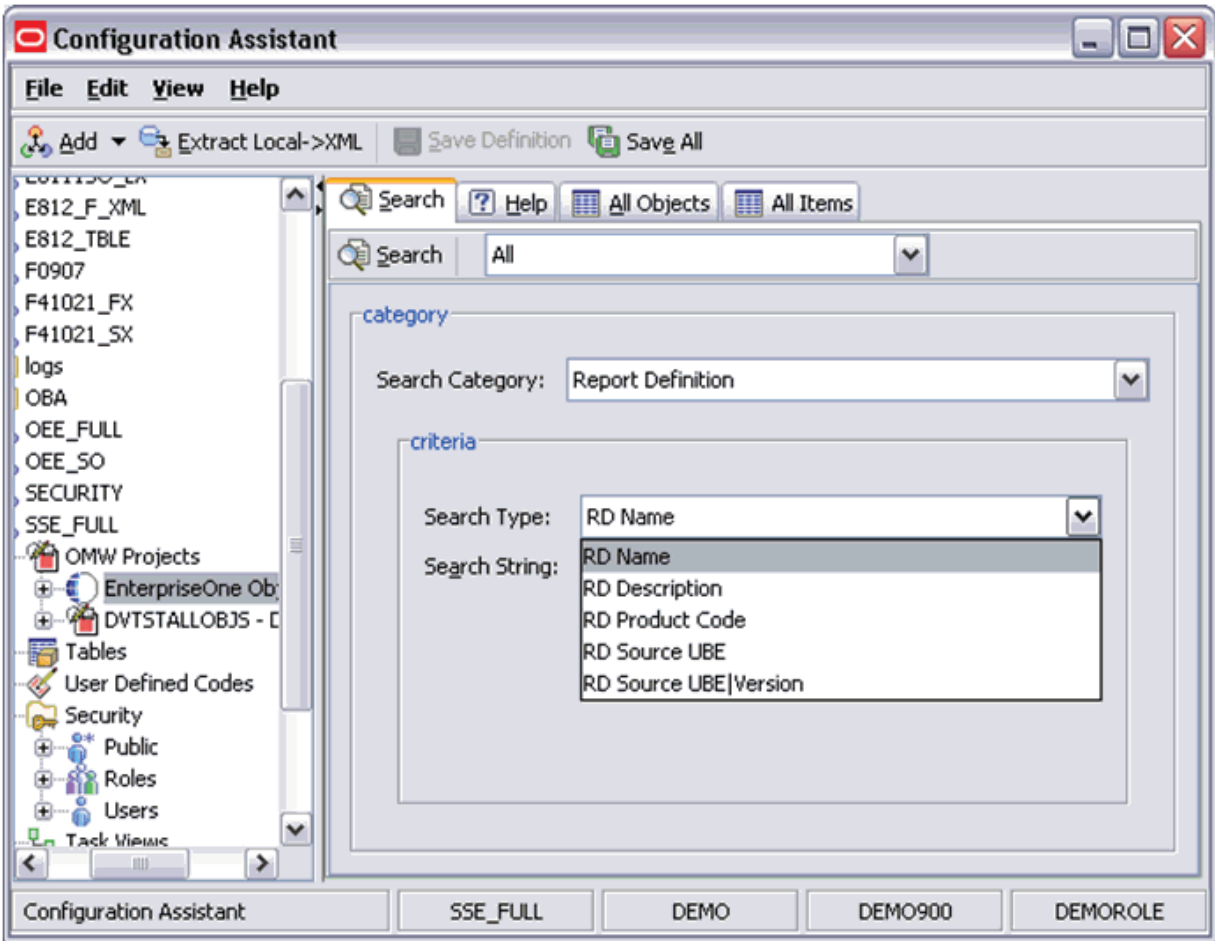 Configuration Assistant
File Edit View Help
Add Extract Local->XML Save Definition Save All
E812_F_XML
E812_TBLE
F0907
F41021_FX
F41021_SX
logs
OBA
OEE_FULL
OEE_SO
SECURITY
SSE_FULL
OMW Projects
EnterpriseOne Obj
DVTSTALLOBJS - D
Tables
User Defined Codes
Security
Public
Roles
Users
Task Views
Search Help All Objects All Items
Search All
category
Search Category: Report Definition
criteria
Search Type: RD Name
Search String:
RD Name
RD Description
RD Product Code
RD Source UBE
RD Source UBE|Version
Configuration Assistant SSE_FULL DEMO DEMO900 DEMOROLE